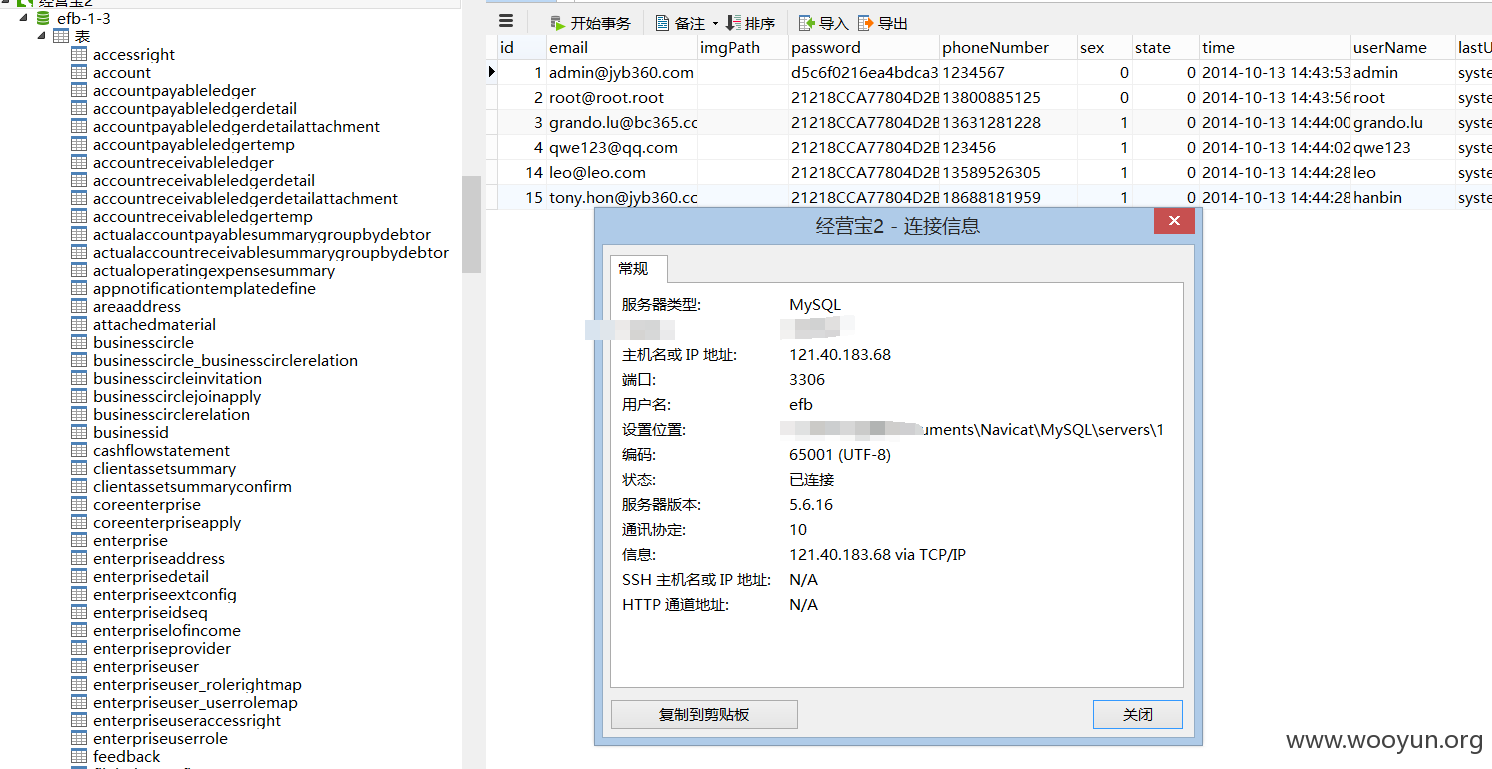 经营宝2
efb-1-3
表
accessright
account
accountpayableledger
accountpayableledgerdetail
accountpayableledgerdetailattachment
accountpayableledgertemp
accountreceivableledger
accountreceivableledgerdetail
accountreceivableledgerdetailattachment
accountreceivableledgertemp
actualaccountpayablesummarygroupbydebtor
actualaccountreceivablesummarygroupbydebtor
actualoperatingexpensesummary
appnotificationtemplatedefine
areaaddress
attachedmaterial
businesscircle
businesscircle_businesscirclerelation
businesscircleinvitation
businesscirclejoinapply
businesscirclerelation
businessid
cashflowstatement
clientassetsummary
clientassetsummaryconfirm
coreenterprise
coreenterpriseapply
enterprise
enterpriseaddress
enterprisedetail
enterpriseextconfig
enterpriseidseq
enterpriselofincome
enterpriseprovider
enterpriseuser
enterpriseuser_rolerightmap
enterpriseuser_userrolemap
enterpriseuseraccessright
enterpriseuserrole
feedback
开始事务 备注 排序 导入 导出
id email imgPath password phoneNumber sex state time userName lastU
1 admin@jyb360.com d5c6f0216ea4bdca3 1234567 0 0 2014-10-13 14:43:53 admin syste
2 root@root.root 21218CCA77804D2B 13800885125 0 0 2014-10-13 14:43:56 root syste
3 grando.lu@bc365.cc 21218CCA77804D2B 13631281228 1 0 2014-10-13 14:44:00 grando.lu syste
4 qwe123@qq.com 21218CCA77804D2B 123456 1 0 2014-10-13 14:44:02 qwe123 syste
14 leo@leo.com 21218CCA77804D2B 13589526305 1 0 2014-10-13 14:44:28 leo syste
15 tony.hon@jyb360.cc 21218CCA77804D2B 18688181959 1 0 2014-10-13 14:44:28 hanbin syste
经营宝2 - 连接信息
常规
服务器类型: MySQL
主机名或 IP 地址: 121.40.183.68
端口: 3306
用户名: efb
设置位置: uments\Navicat\MySQL\servers\1
编码: 65001 (UTF-8)
状态: 已连接
服务器版本: 5.6.16
通讯协定: 10
信息: 121.40.183.68 via TCP/IP
SSH 主机名或 IP 地址: N/A
HTTP 通道地址: N/A
复制到剪贴板 关闭
www.wooyun.org